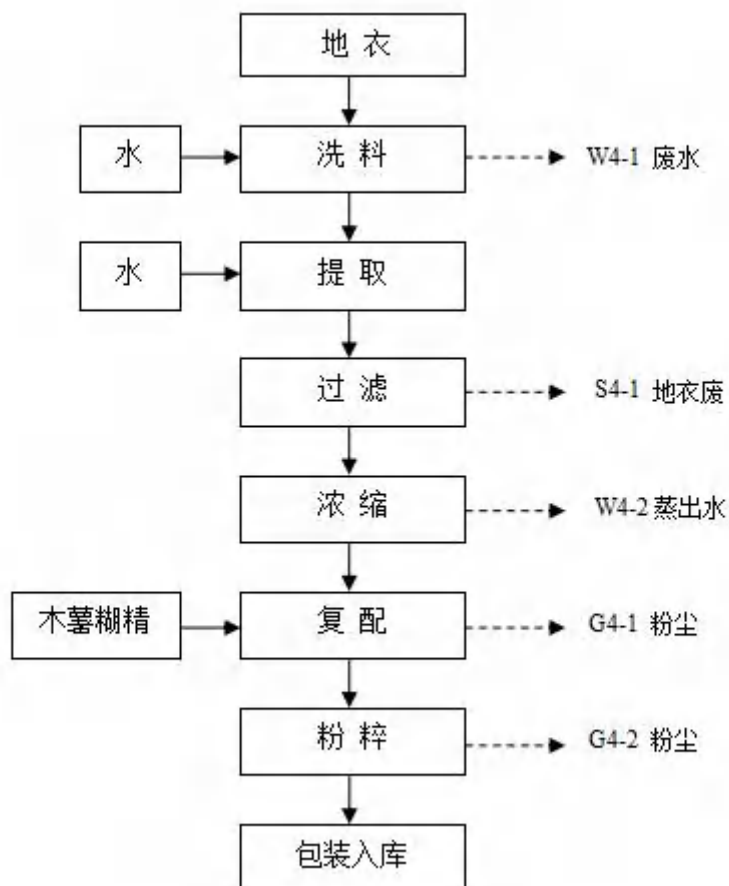 地 衣
水
洗 料
W4-1 废水
水
提 取
过 滤
S4-1 地衣废
浓 缩
W4-2蒸出水
木薯糊精
复 配
G4-1 粉尘
粉 粹
G4-2 粉尘
包装入库